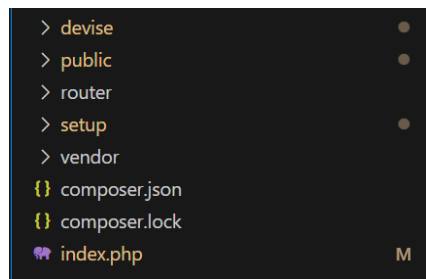 devise
public
router
setup
vendor
{} composer.json
{} composer.lock
index.php M